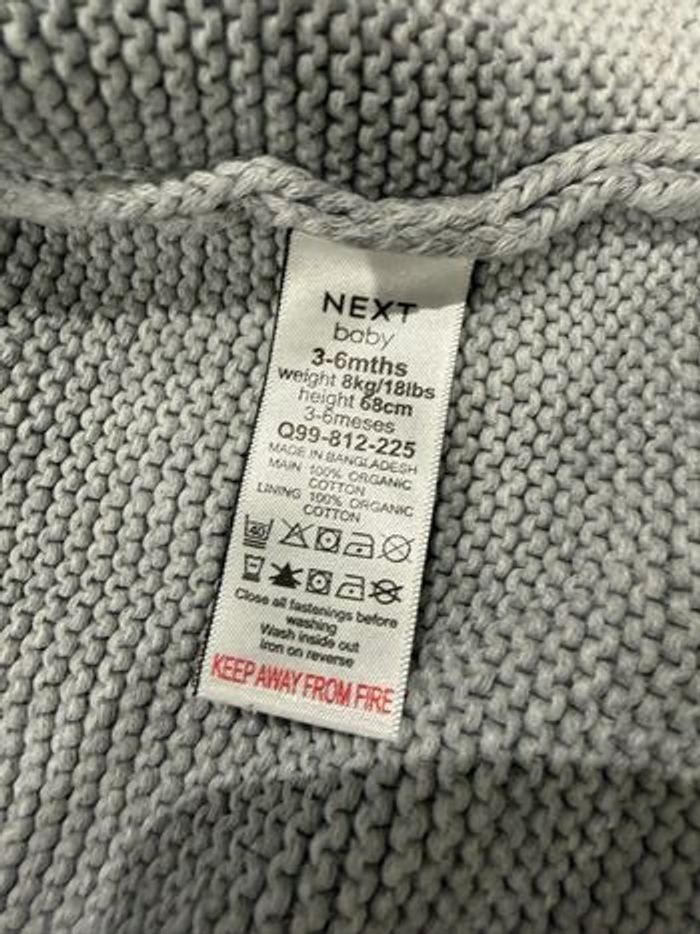 NEXT
baby
3-6mths
weight 8kg/18lbs
height 68cm
3-6meses
Q99-812-225
MADE IN BANGLADESH
MAIN 100% ORGANIC
COTTON
LINING 100% ORGANIC
COTTON
40
Close all fastenings before
washing
Wash inside out
Iron on reverse
KEEP AWAY FROM FIRE